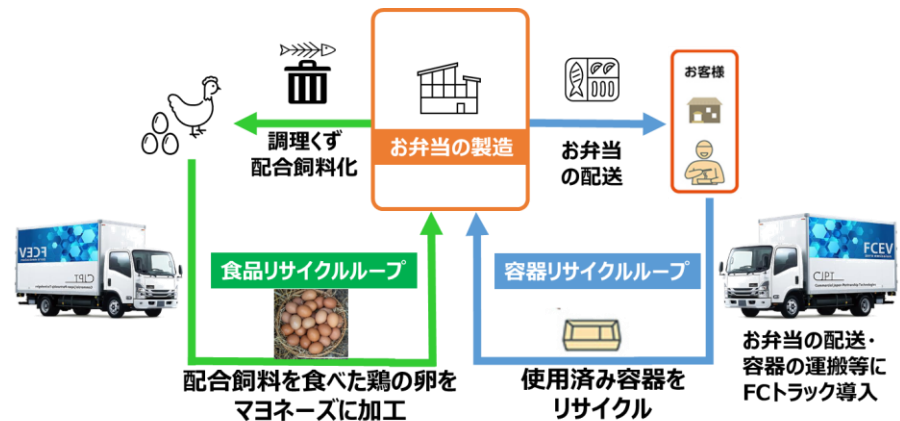 お客様
調理くず
配合飼料化
お弁当の製造
お弁当
の配送
FCEV
CJPT
食品リサイクルループ
容器リサイクルループ
FCEV
CJPT
Commercial Japan Partnership Technologies
配合飼料を食べた鶏の卵を
マヨネーズに加工
使用済み容器を
リサイクル
お弁当の配送・
容器の運搬等に
FCトラック導入